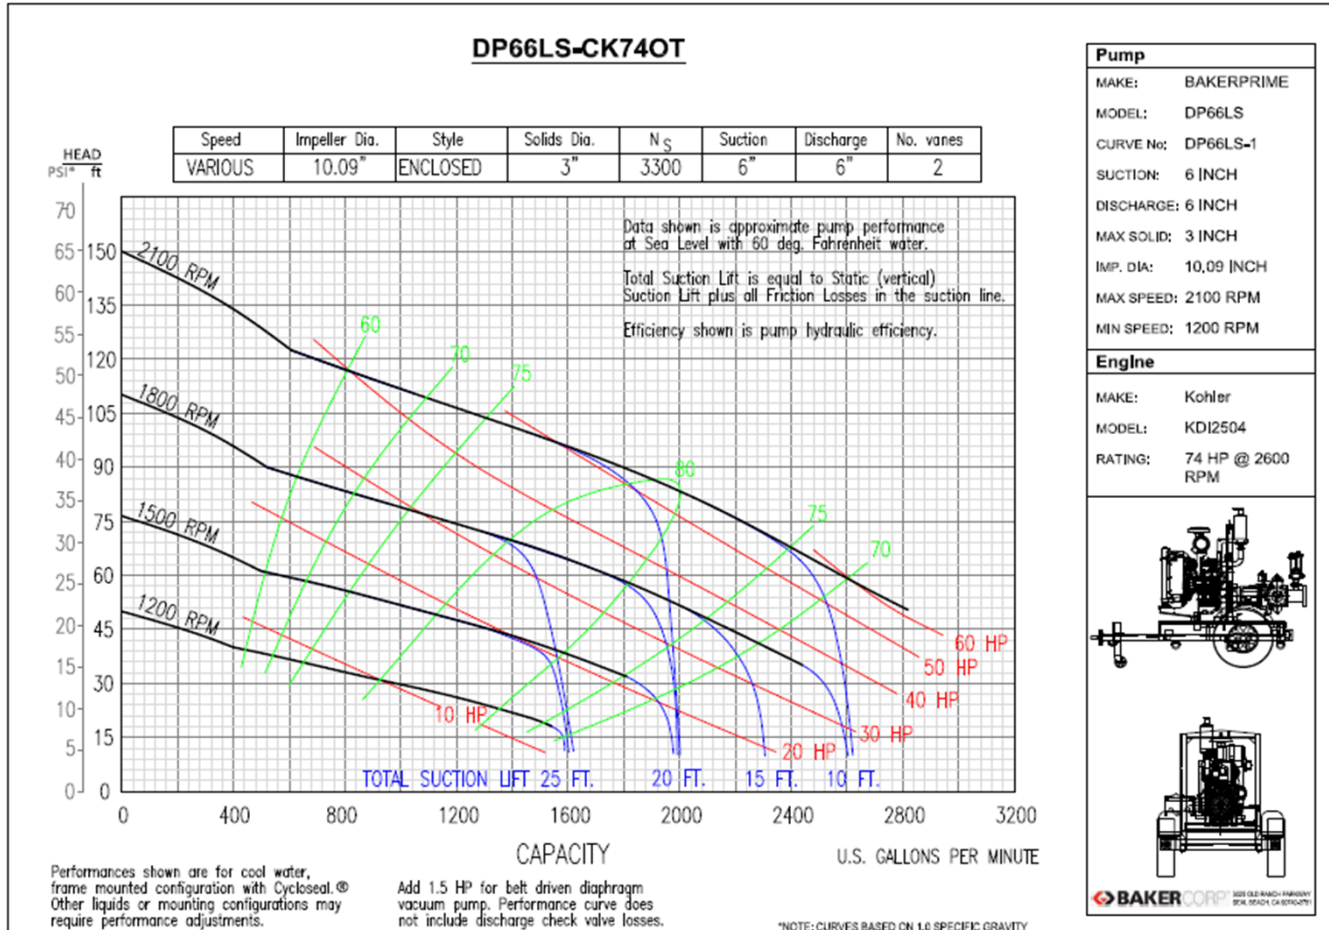 DP66LS-CK74OT
Speed Impeller Dia. Style Solids Dia. NS Suction Discharge No. vanes
VARIOUS 10.09" ENCLOSED 3" 3300 6" 6" 2
HEAD
PSI* ft
70
65 150
60
135
55
120
50
105
45
40 90
35
75
30
60
25
45
20
15 30
10
15
5
0 0
0 400 800 1200 1600 2000 2400 2800 3200
CAPACITY
U.S. GALLONS PER MINUTE
Data shown is approximate pump performance
at Sea Level with 60 deg. Fahrenheit water.
Total Suction Lift is equal to Static (vertical)
Suction Lift plus all Friction Losses in the suction line.
Efficiency shown is pump hydraulic efficiency.
2100 RPM
1800 RPM
1500 RPM
1200 RPM
60
70
75
80
75
70
60 HP
50 HP
40 HP
30 HP
20 HP
10 HP
TOTAL SUCTION LIFT 25 FT. 20 FT. 15 FT. 10 FT.
Performances shown are for cool water,
frame mounted configuration with Cycloseal.®
Other liquids or mounting configurations may
require performance adjustments.
Add 1.5 HP for belt driven diaphragm
vacuum pump. Performance curve does
not include discharge check valve losses.
*NOTE: CURVES BASED ON 1.0 SPECIFIC GRAVITY
Pump
MAKE: BAKERPRIME
MODEL: DP66LS
CURVE No: DP66LS-1
SUCTION: 6 INCH
DISCHARGE: 6 INCH
MAX SOLID: 3 INCH
IMP. DIA: 10.09 INCH
MAX SPEED: 2100 RPM
MIN SPEED: 1200 RPM
Engine
MAKE: Kohler
MODEL: KDI2504
RATING: 74 HP @ 2600
RPM
BAKERCORP
3020 OLD RANCH PARKWAY
SEAL BEACH, CA 90740-2751